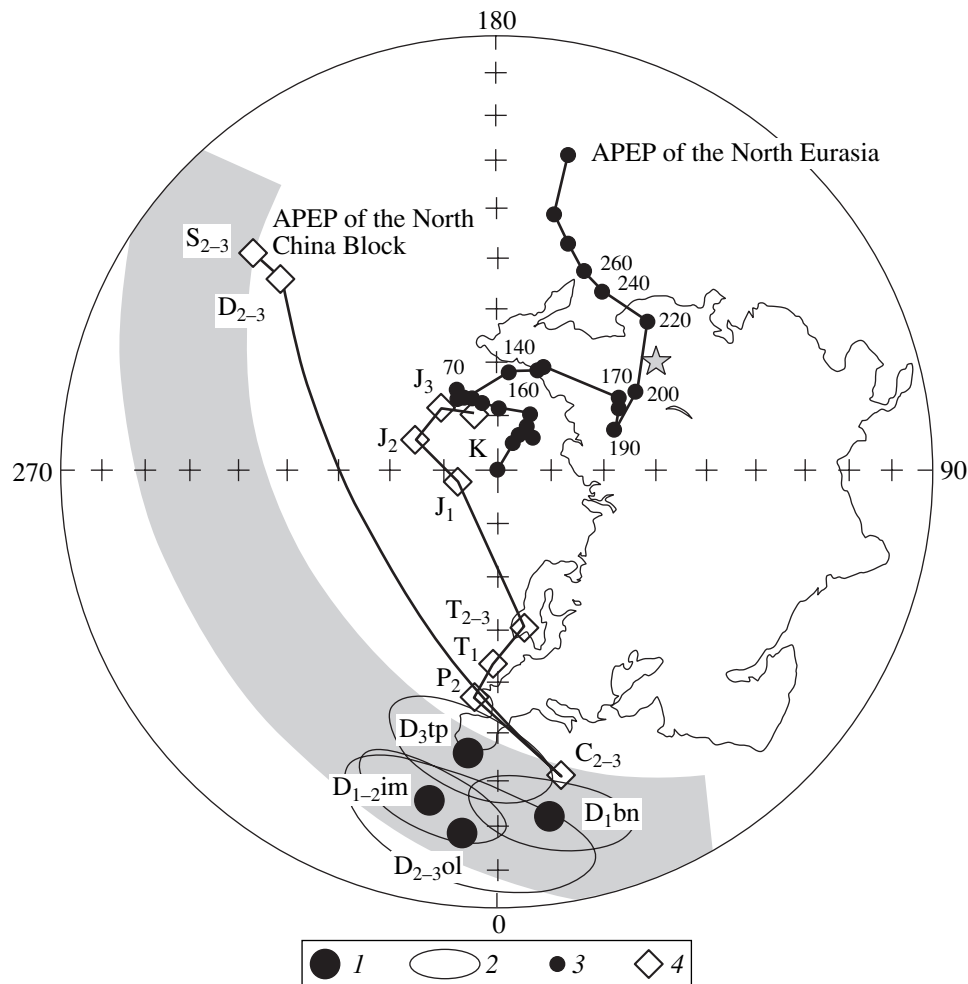 180
APEP of the North Eurasia
APEP of the North
China Block
S2–3
D2–3
260
240
220
140
70
160
170
200
190
J3
J2
K
J1
270
90
T2–3
T1
P2
D3tp
C2–3
D1–2im
D1bn
D2–3ol
0
1 2 3 4